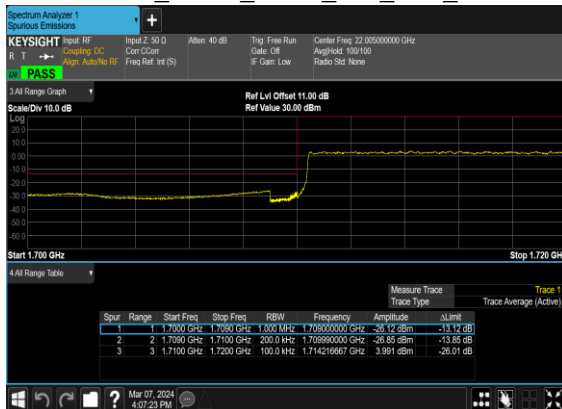 Spectrum Analyzer 1
Spurious Emissions
KEYSIGHT Input: RF Input Z: 50 Ω Atten: 40 dB Trig: Free Run Center Freq: 22.005000000 GHz
R T Coupling: DC Corr CCorr Gate: Off Avg|Hold: 100/100
Align: Auto/No RF Freq Ref: Int (S) IF Gain: Low Radio Std: None
PASS
3 All Range Graph
Ref Lvl Offset 11.00 dB
Scale/Div 10.0 dB Ref Value 30.00 dBm
Log
20.0
10.0
0.00
-10.0
-20.0
-30.0
-40.0
-50.0
-60.0
Start 1.700 GHz Stop 1.720 GH
4 All Range Table
Measure Trace Trace 1
Trace Type Trace Average (Active)
Spur Range Start Freq Stop Freq RBW Frequency Amplitude ΔLimit
1 1 1.7000 GHz 1.7090 GHz 1.000 MHz 1.709000000 GHz -26.12 dBm -13.12 dB
2 2 1.7090 GHz 1.7100 GHz 200.0 kHz 1.709990000 GHz -26.85 dBm -13.85 dB
3 3 1.7100 GHz 1.7200 GHz 100.0 kHz 1.714216667 GHz 3.991 dBm -26.01 dB
Mar 07, 2024
4:07:23 PM